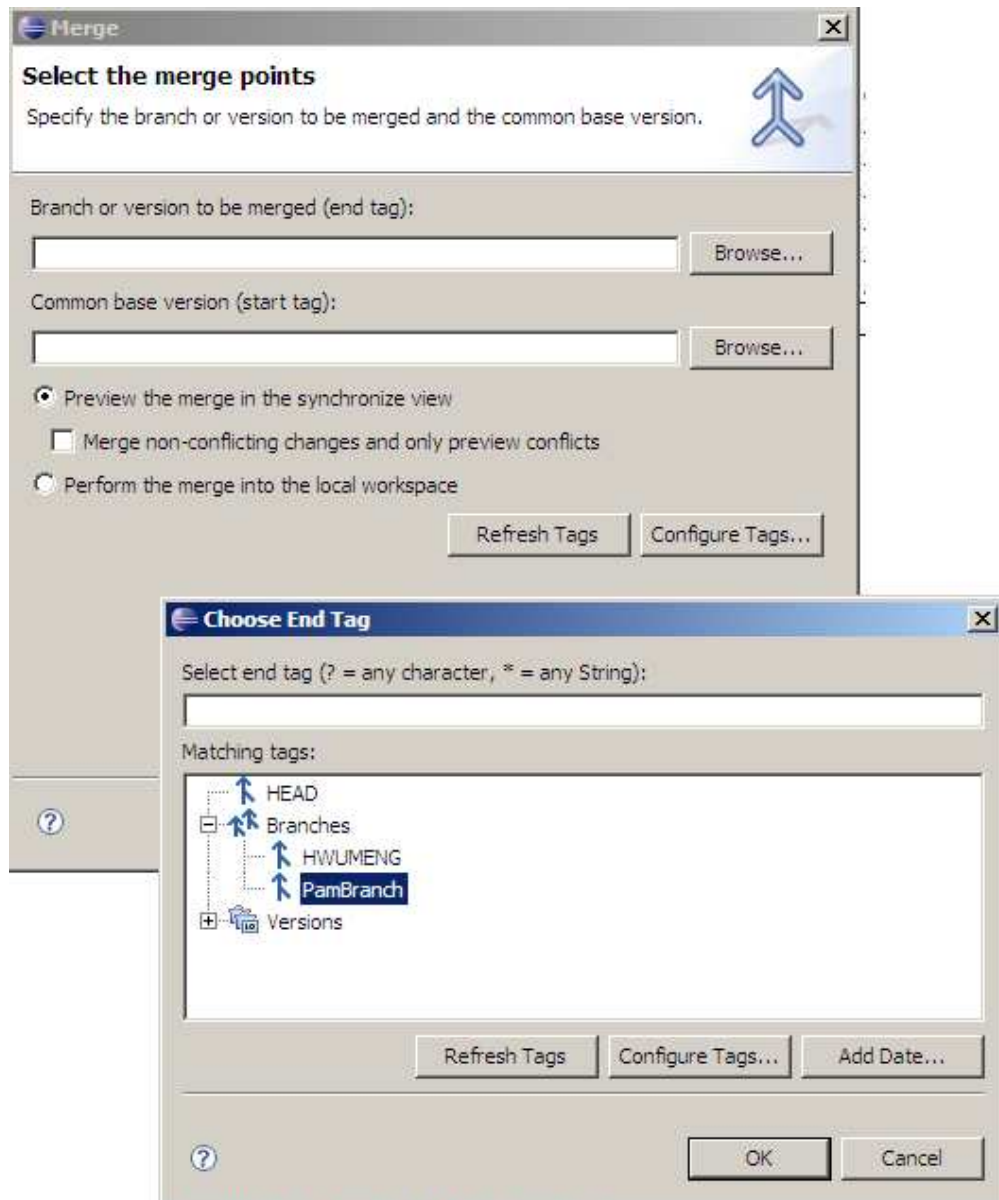 Merge
Select the merge points
Specify the branch or version to be merged and the common base version.
Branch or version to be merged (end tag):
Browse...
Common base version (start tag):
Browse...
Preview the merge in the synchronize view
Merge non-conflicting changes and only preview conflicts
Perform the merge into the local workspace
Refresh Tags Configure Tags...
Choose End Tag
Select end tag (? = any character, * = any String):
Matching tags:
HEAD
Branches
HWUMENG
PamBranch
Versions
Refresh Tags Configure Tags... Add Date...
OK Cancel